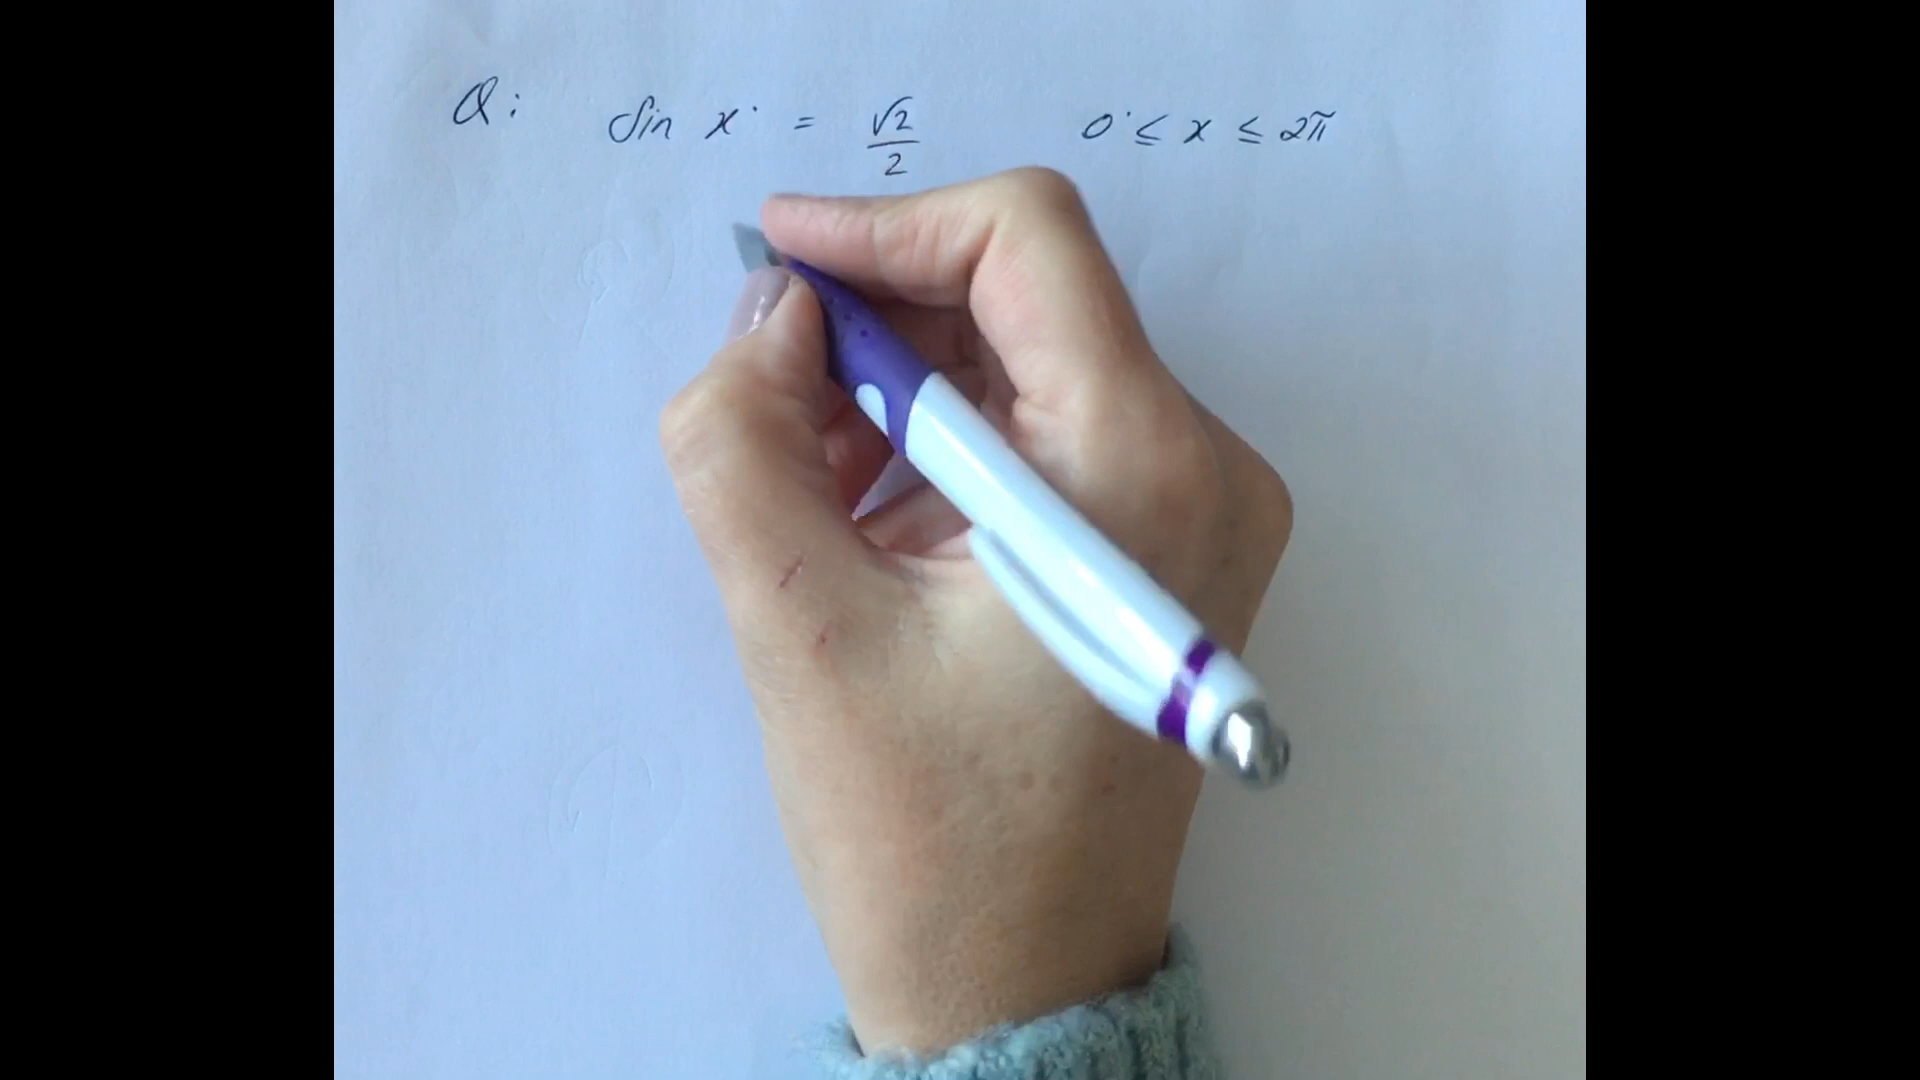 Q: Sin x° = √2/2 0° ≤ x ≤ 2π